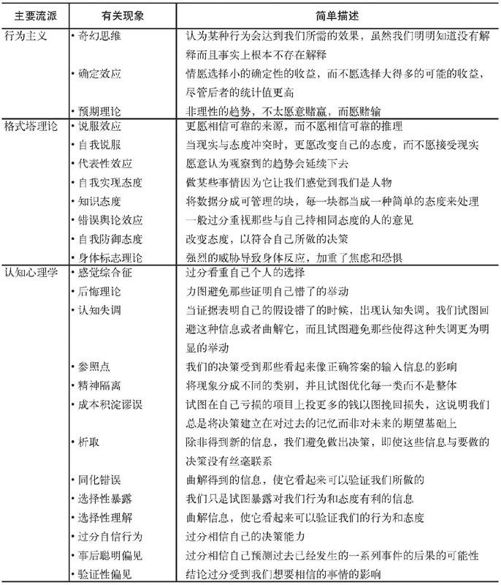 主要流派 有关现象 简单描述
行为主义 •奇幻思维 认为某种行为会达到我们所需的效果，虽然我们明明知道没有解
释而且事实上根本不存在解释
•确定效应 情愿选择小的确定性的收益，而不愿选择大得多的可能的收益，
尽管后者的统计值更高
•预期理论 非理性的趋势，不太愿意赌赢，而愿赌输
格式塔理论 •说服效应 更愿相信可靠的来源，而不愿相信可靠的推理
•自我说服 当现实与态度冲突时，更愿改变自己的态度，而不愿接受现实
•代表性效应 愿意认为观察到的趋势会延续下去
•自我实现态度 做某些事情因为它让我们感觉到我们是人物
•知识态度 将数据分成可管理的块，每一块都当成一种简单的态度来处理
•错误舆论效应 一般过分重视那些与自己持相同态度的人的意见
•自我防御态度 改变态度，以符合自己所做的决策
•身体标志理论 强烈的威胁导致身体反应，加重了焦虑和恐惧
认知心理学 •感觉综合征 过分看重自己个人的选择
•后悔理论 力图避免那些证明自己错了的举动
•认知失调 当证据表明自己的假设错了的时候，出现认知失调。我们试图回
避这种信息或者曲解它，而且试图避免那些使得这种失调更为明
显的举动
•参照点 我们的决策受到那些看起来像正确答案的输入信息的影响
•精神隔离 将现象分成不同的类别，并且试图优化每一类而不是整体
•成本积淀谬误 试图在自己亏损的项目上投更多的钱以图挽回损失，这说明我们
总是将决策建立在对过去的记忆而非对未来的期望基础上
•析取 除非得到新的信息，我们避免做出决策，即使这些信息与要做的
决策没有丝毫联系
•同化错误 曲解得到的信息，使它看起来可以验证我们所做的
•选择性暴露 我们只是试图暴露对我们行为和态度有利的信息
•选择性理解 曲解信息，使它看起来可以验证我们的行为和态度
•过分自信行为 过分相信自己的决策能力
•事后聪明偏见 过分相信自己预测过去已经发生的一系列事件的后果的可能性
•验证性偏见 结论过分受到我们想要相信的事情的影响